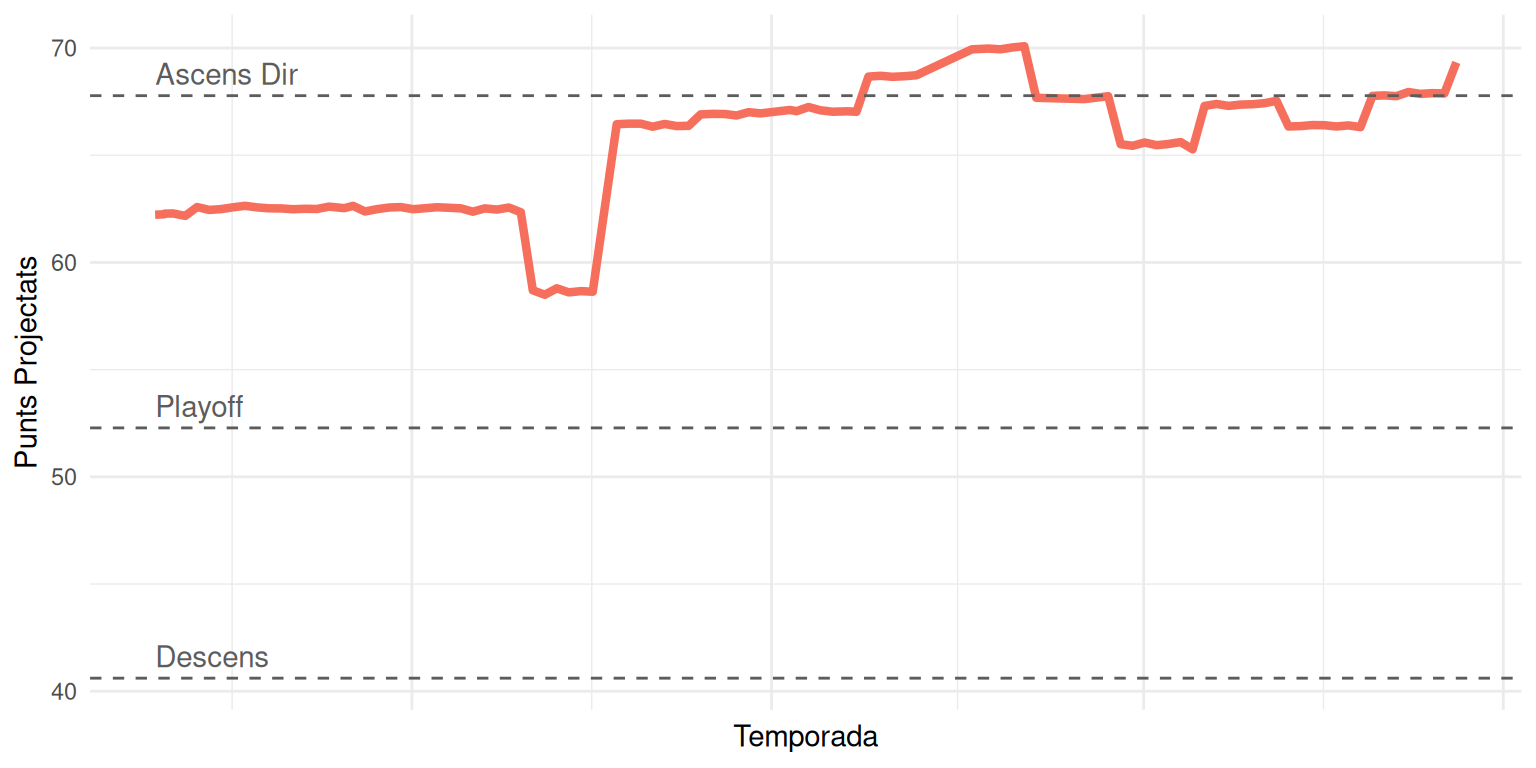 70
Ascens Dir
60
Punts Projectats
Playoff
50
Descens
40
Temporada